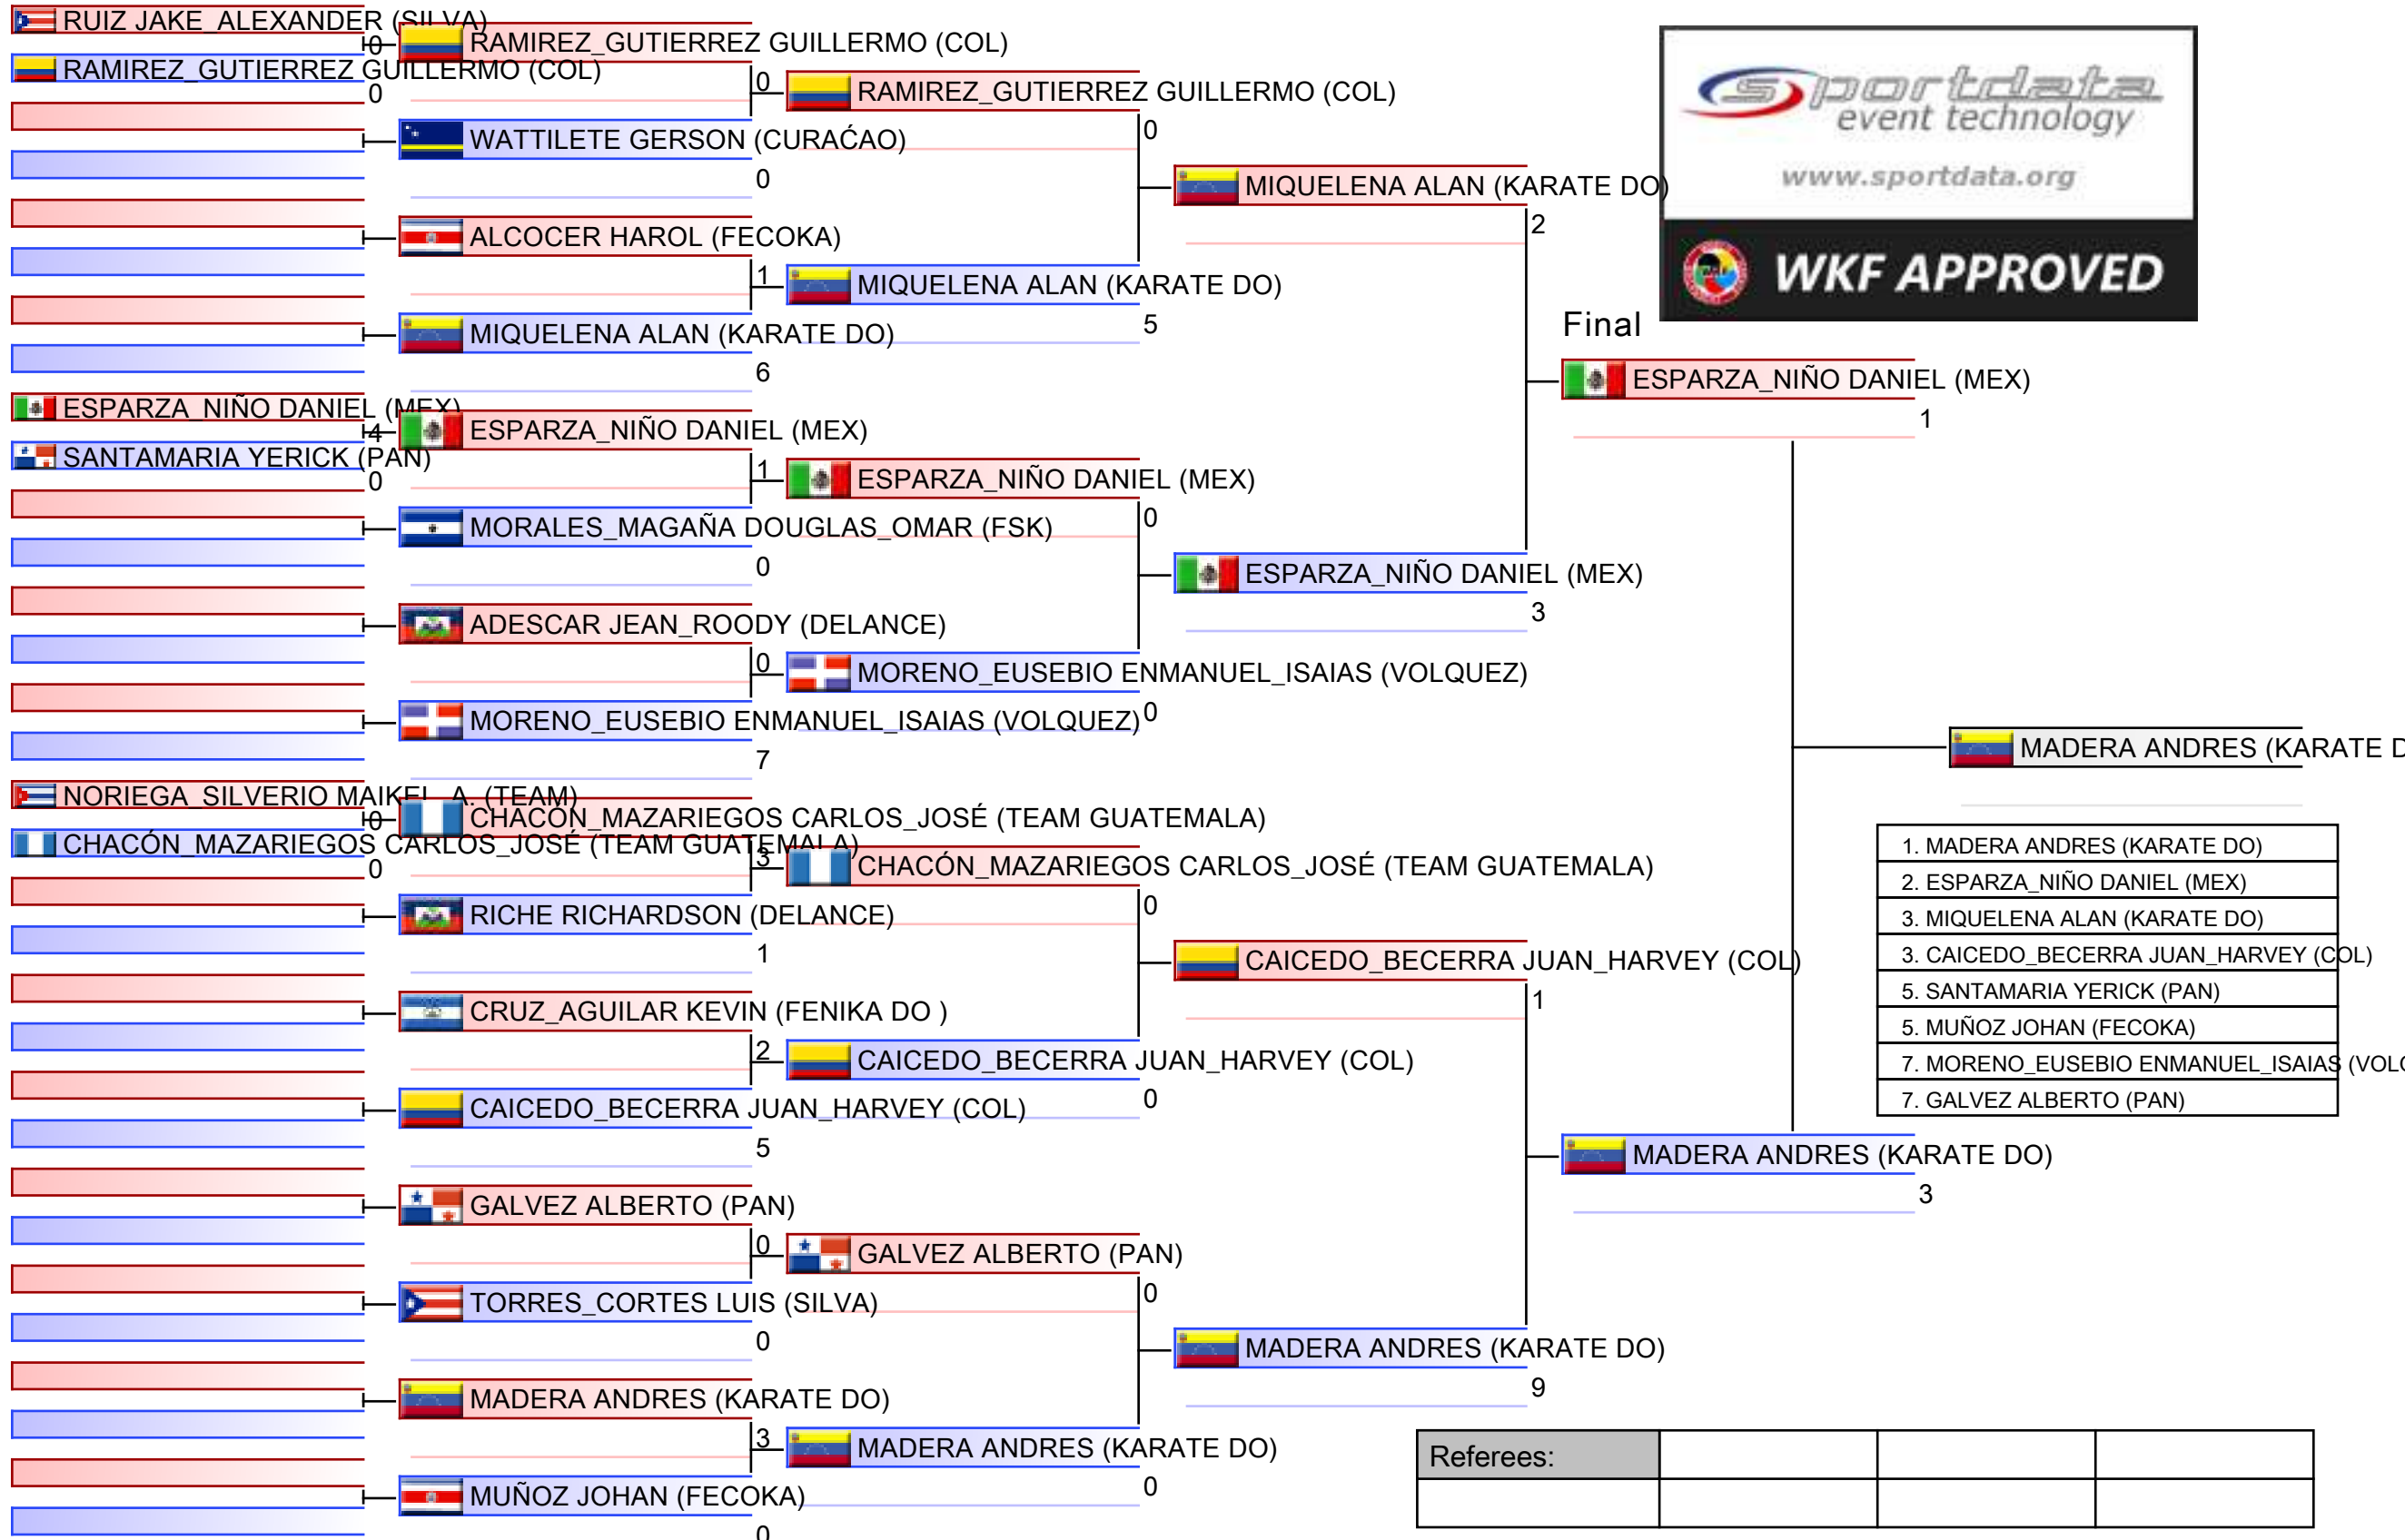 RUIZ JAKE_ALEXANDER (SILVA)
0
RAMIREZ_GUTIERREZ GUILLERMO (COL)
0
ESPARZA_NIÑO DANIEL (MEX)
4
SANTAMARIA YERICK (PAN)
0
NORIEGA_SILVERIO MAIKEL_A. (TEAM)
0
CHACÓN_MAZARIEGOS CARLOS_JOSÉ (TEAM GUATEMALA)
0
RAMIREZ_GUTIERREZ GUILLERMO (COL)
0
WATTILETE GERSON (CURAĆAO)
0
ALCOCER HAROL (FECOKA)
1
MIQUELENA ALAN (KARATE DO)
6
ESPARZA_NIÑO DANIEL (MEX)
1
MORALES_MAGAÑA DOUGLAS_OMAR (FSK)
0
ADESCAR JEAN_ROODY (DELANCE)
0
MORENO_EUSEBIO ENMANUEL_ISAIAS (VOLQUEZ)
7
CHACÓN_MAZARIEGOS CARLOS_JOSÉ (TEAM GUATEMALA)
3
RICHE RICHARDSON (DELANCE)
1
CRUZ_AGUILAR KEVIN (FENIKA DO )
2
CAICEDO_BECERRA JUAN_HARVEY (COL)
5
GALVEZ ALBERTO (PAN)
0
TORRES_CORTES LUIS (SILVA)
0
MADERA ANDRES (KARATE DO)
3
MUÑOZ JOHAN (FECOKA)
0
RAMIREZ_GUTIERREZ GUILLERMO (COL)
0
MIQUELENA ALAN (KARATE DO)
5
ESPARZA_NIÑO DANIEL (MEX)
0
MORENO_EUSEBIO ENMANUEL_ISAIAS (VOLQUEZ)
0
CHACÓN_MAZARIEGOS CARLOS_JOSÉ (TEAM GUATEMALA)
0
CAICEDO_BECERRA JUAN_HARVEY (COL)
0
GALVEZ ALBERTO (PAN)
0
MADERA ANDRES (KARATE DO)
0
MIQUELENA ALAN (KARATE DO)
2
ESPARZA_NIÑO DANIEL (MEX)
3
CAICEDO_BECERRA JUAN_HARVEY (COL)
1
MADERA ANDRES (KARATE DO)
9
sportdata
event technology
www.sportdata.org
WKF APPROVED
Final
ESPARZA_NIÑO DANIEL (MEX)
1
MADERA ANDRES (KARATE DO)
3
MADERA ANDRES (KARATE D
1. MADERA ANDRES (KARATE DO)
2. ESPARZA_NIÑO DANIEL (MEX)
3. MIQUELENA ALAN (KARATE DO)
3. CAICEDO_BECERRA JUAN_HARVEY (COL)
5. SANTAMARIA YERICK (PAN)
5. MUÑOZ JOHAN (FECOKA)
7. MORENO_EUSEBIO ENMANUEL_ISAIAS (VOLQ
7. GALVEZ ALBERTO (PAN)
Referees: